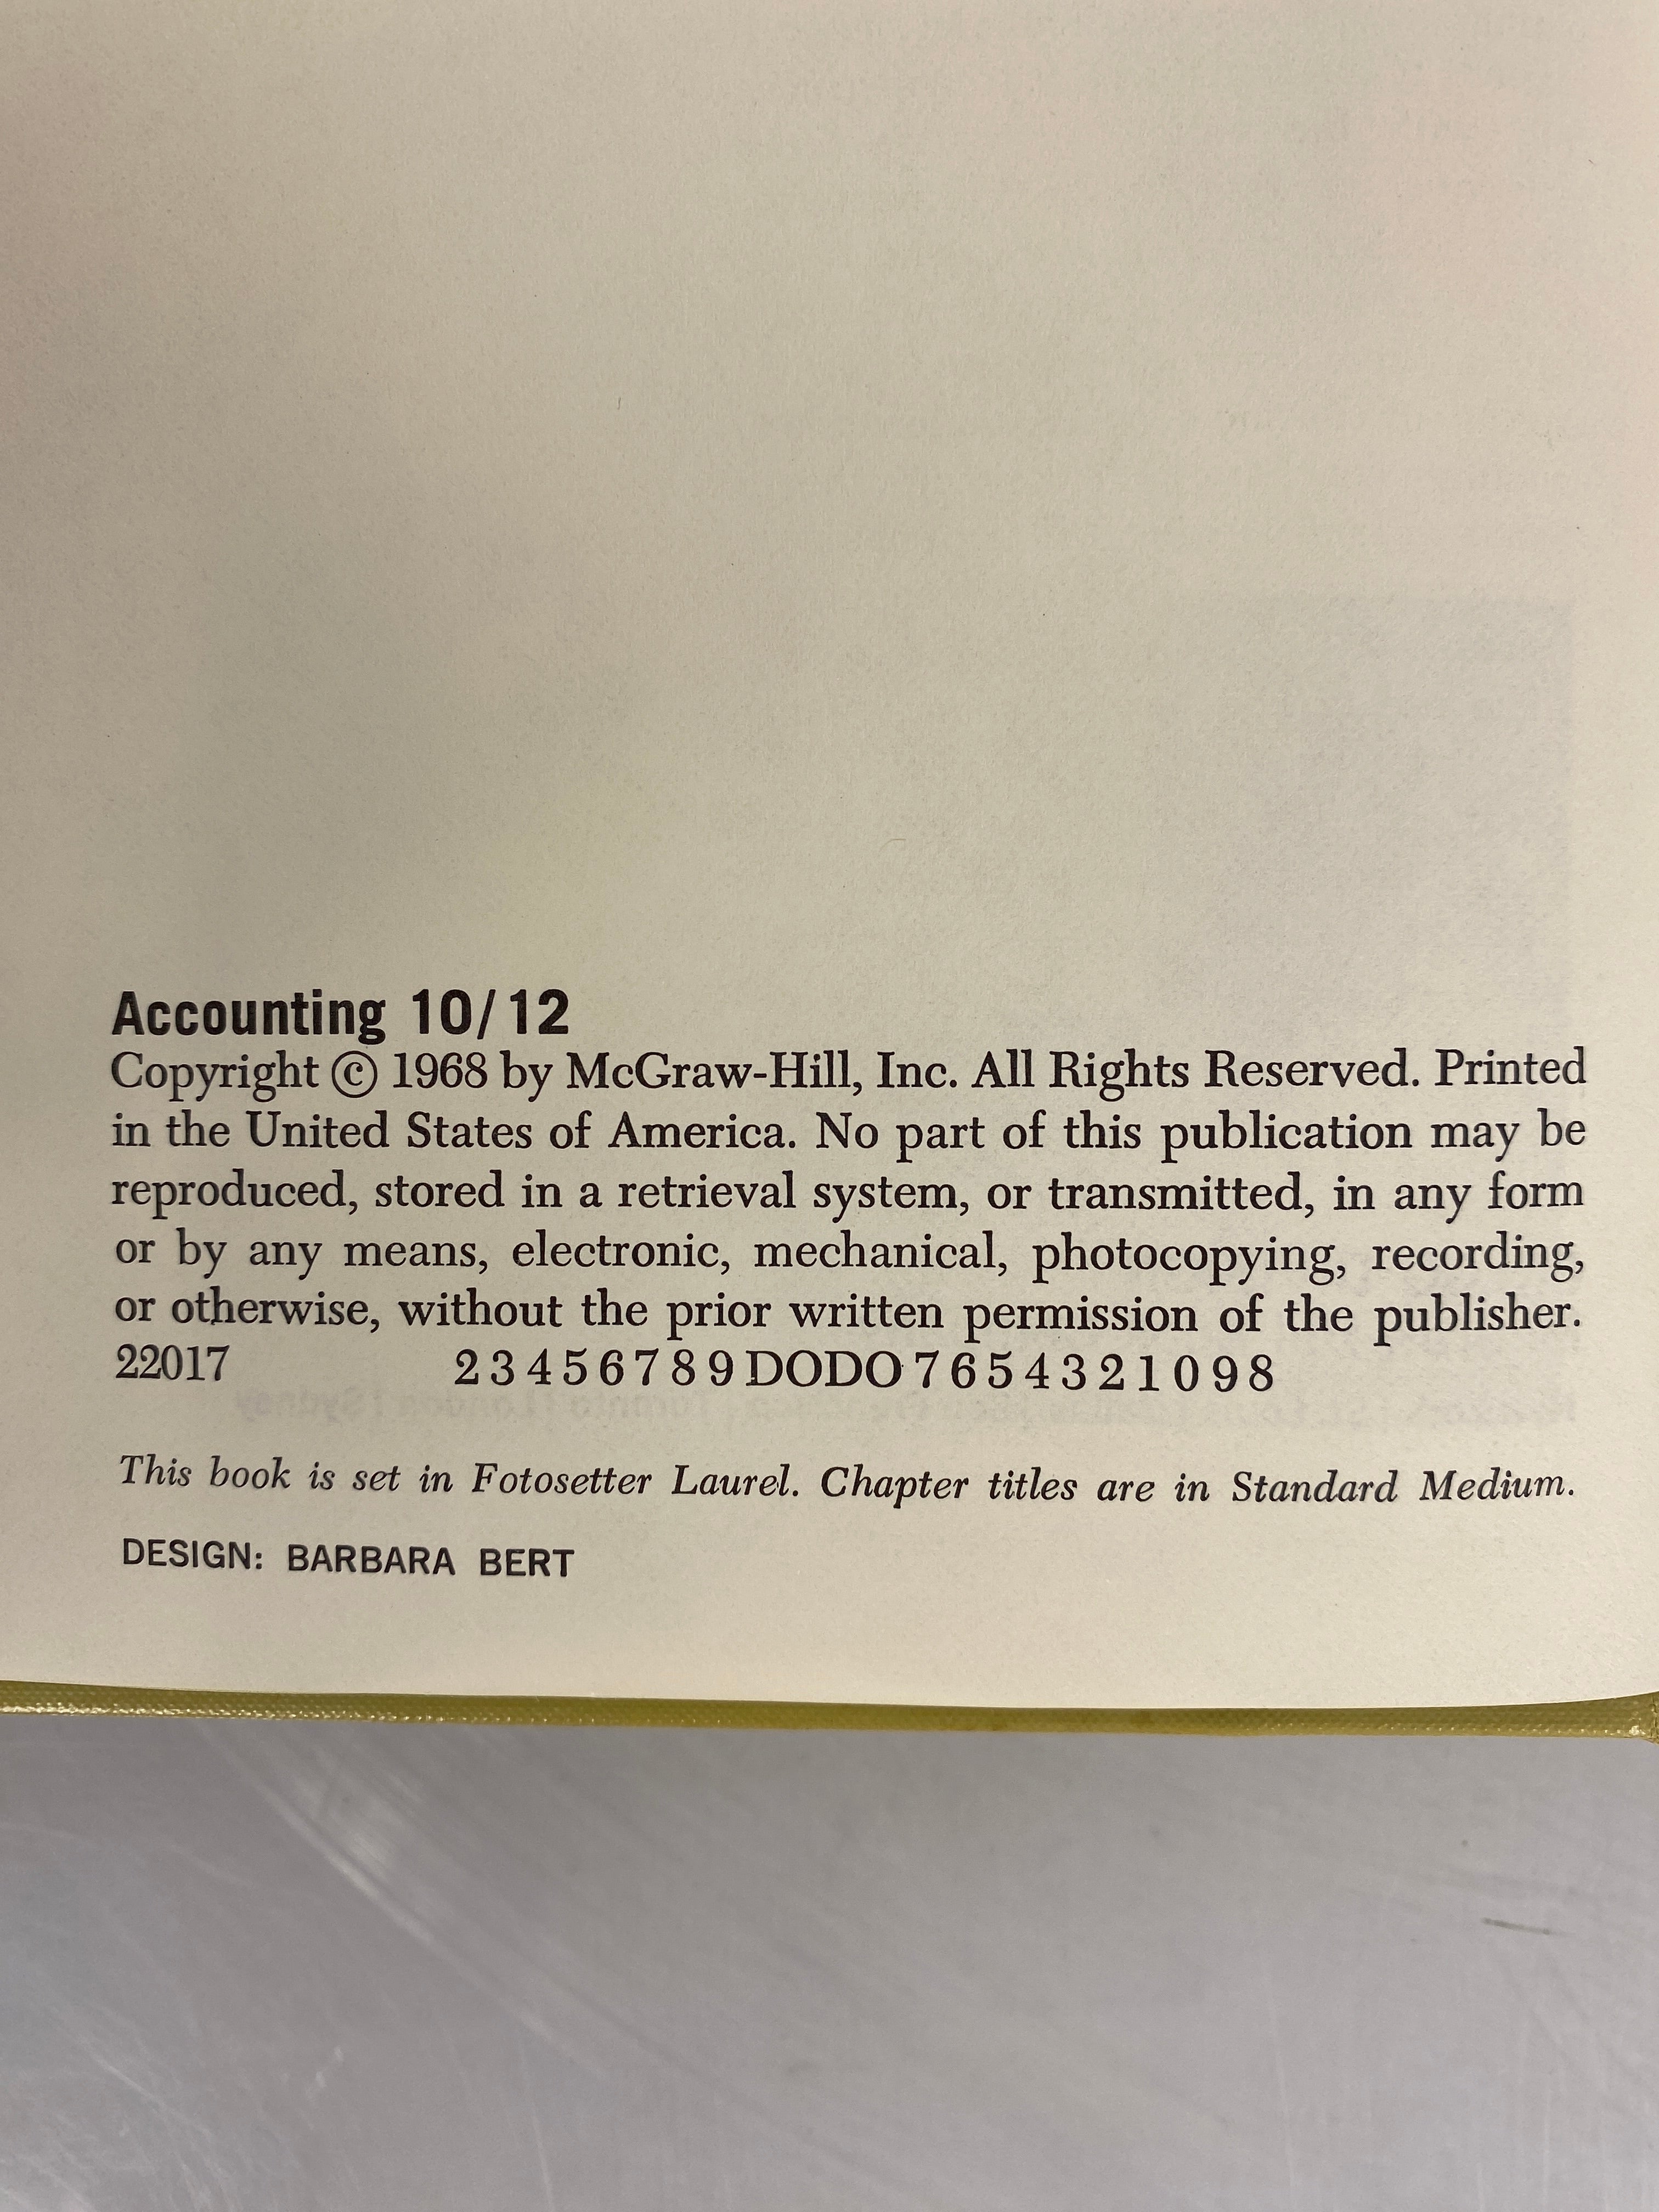 Accounting 10/12
Copyright © 1968 by McGraw-Hill, Inc. All Rights Reserved. Printed
in the United States of America. No part of this publication may be
reproduced, stored in a retrieval system, or transmitted, in any form
or by any means, electronic, mechanical, photocopying, recording,
or otherwise, without the prior written permission of the publisher.
22017 2 3 4 5 6 7 8 9 DODO 7 6 5 4 3 2 1 0 9 8
This book is set in Fotosetter Laurel. Chapter titles are in Standard Medium.
DESIGN: BARBARA BERT